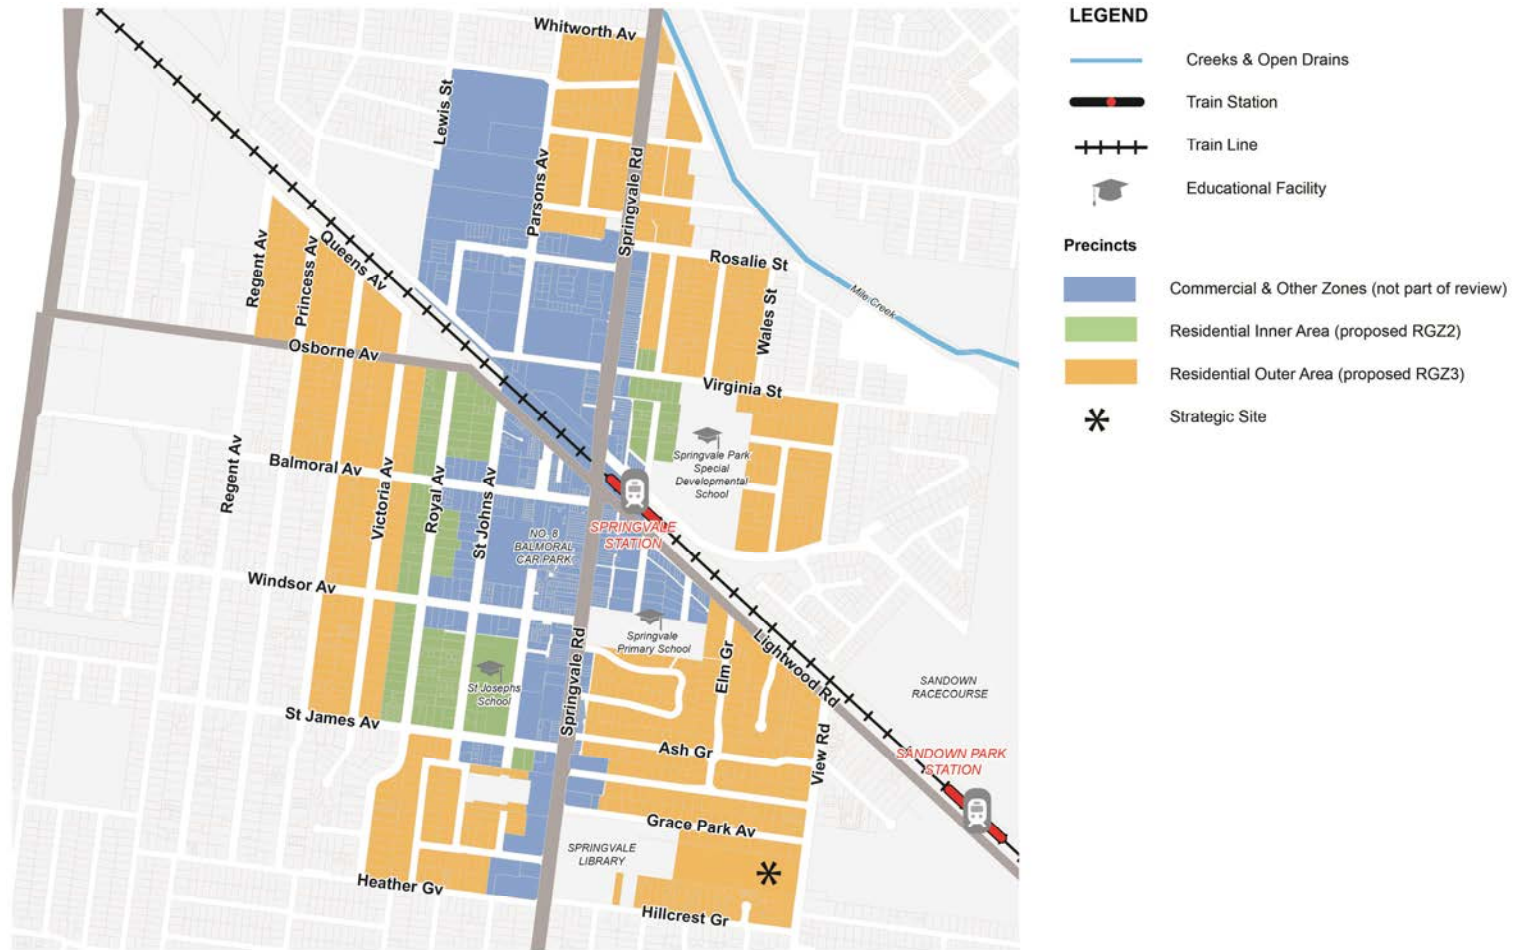 Whitworth Av
Lewis St
Parsons Av
Springvale Rd
Rosalie St
Wales St
Mile Creek
Regent Av
Princess Av
Queens Av
Osborne Av
Virginia St
Springvale Park
Special
Developmental
School
Regent Av
Balmoral Av
Victoria Av
Royal Av
St Johns Av
NO. 8
BALMORAL
CAR PARK
SPRINGVALE
STATION
Windsor Av
Springvale
Primary School
Springvale Rd
Elm Gr
Lightwood Rd
St Josephs
School
SANDOWN
RACECOURSE
St James Av
Ash Gr
View Rd
SANDOWN PARK
STATION
Grace Park Av
SPRINGVALE
LIBRARY
Heather Gv
Hillcrest Gr
LEGEND
Creeks & Open Drains
Train Station
Train Line
Educational Facility
Precincts
Commercial & Other Zones (not part of review)
Residential Inner Area (proposed RGZ2)
Residential Outer Area (proposed RGZ3)
Strategic Site